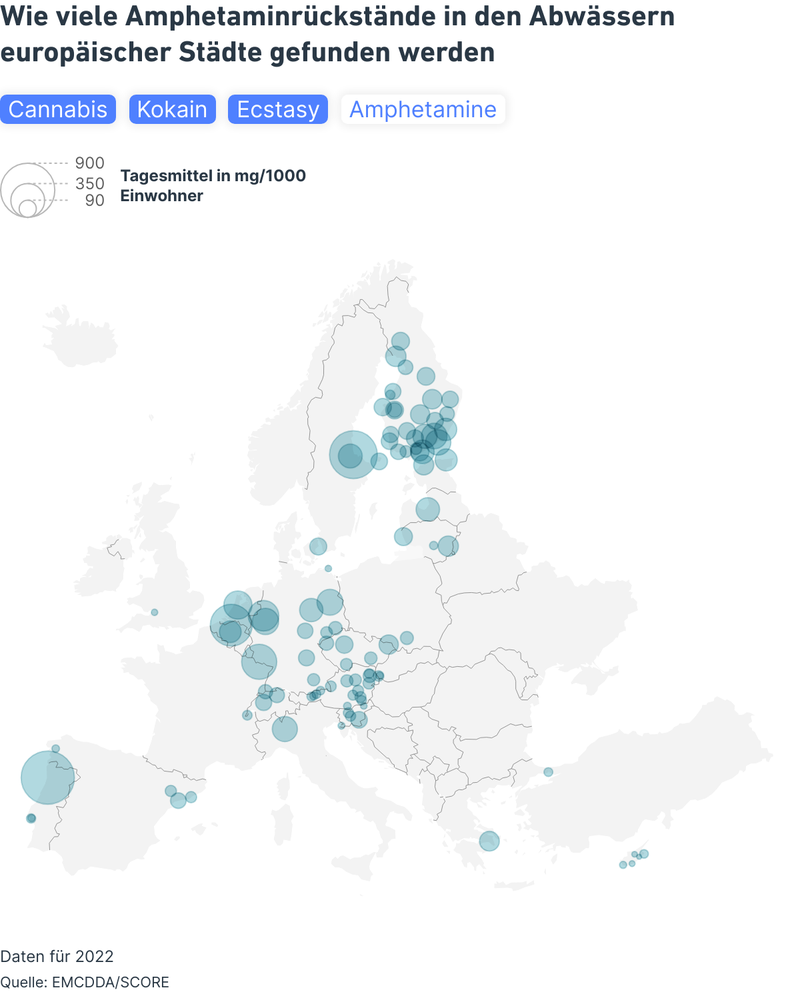 Wie viele Amphetaminrückstände in den Abwässern
europäischer Städte gefunden werden
Cannabis Kokain Ecstasy Amphetamine
900
350
90
Tagesmittel in mg/1000
Einwohner
Daten für 2022
Quelle: EMCDDA/SCORE